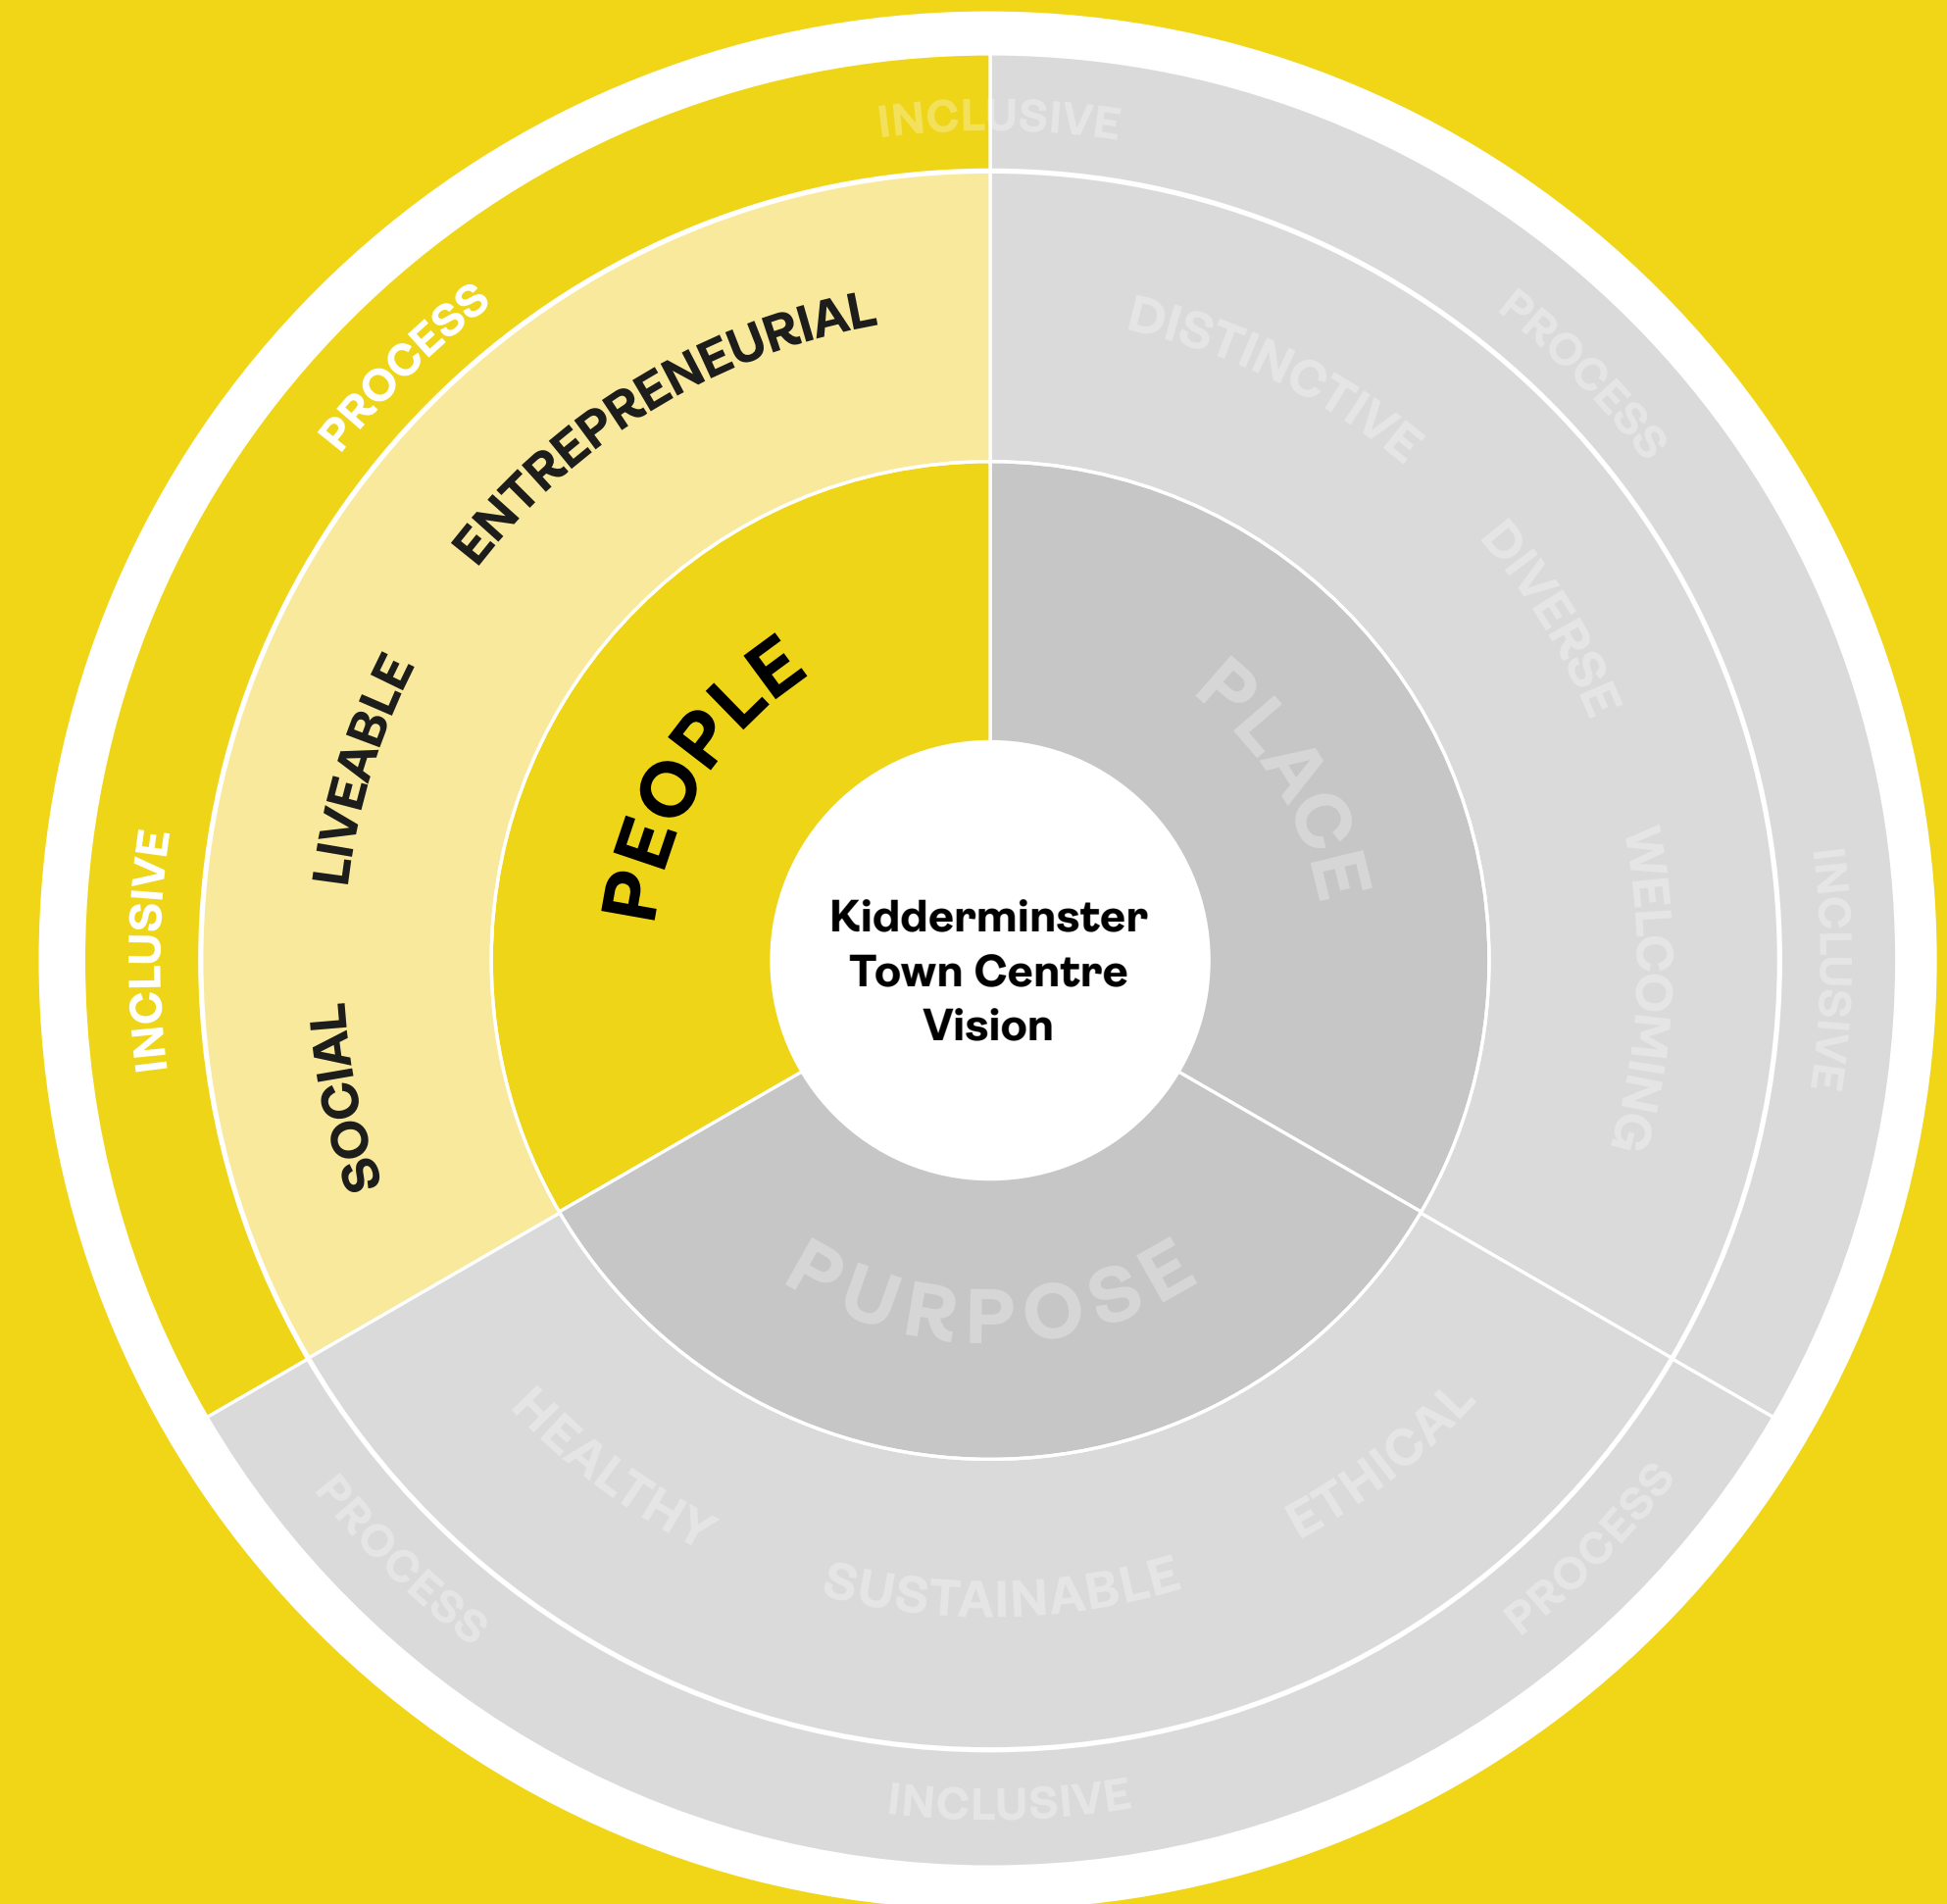 Kidderminster
Town Centre
Vision
PEOPLE
PLACE
PURPOSE
SOCIAL
LIVEABLE
ENTREPRENEURIAL
DISTINCTIVE
DIVERSE
WELCOMING
HEALTHY
SUSTAINABLE
ETHICAL
INCLUSIVE
PROCESS
INCLUSIVE
PROCESS
INCLUSIVE
PROCESS
INCLUSIVE
PROCESS